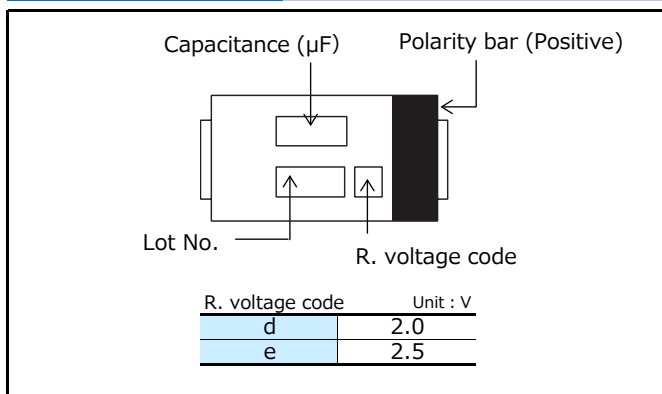 Capacitance (µF) Polarity bar (Positive)
Lot No.
R. voltage code
R. voltage code Unit : V
d 2.0
e 2.5